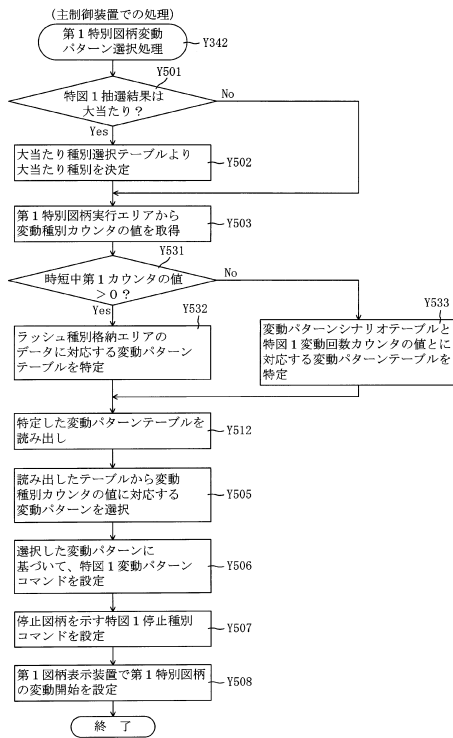 (主制御装置での処理)
第1特別図柄変動
パターン選択処理
Y342
Y501
特図1抽選結果は
大当たり?
No
Yes
大当たり種別選択テーブルより
大当たり種別を決定
Y502
第1特別図柄実行エリアから
変動種別カウンタの値を取得
Y503
Y531
時短中第1カウンタの値
>0?
No
Yes
Y532
ラッシュ種別格納エリアの
データに対応する変動パターン
テーブルを特定
Y533
変動パターンシナリオテーブルと
特図1変動回数カウンタの値とに
対応する変動パターンテーブルを
特定
特定した変動パターンテーブルを
読み出し
Y512
読み出したテーブルから変動
種別カウンタの値に対応する
変動パターンを選択
Y505
選択した変動パターンに
基づいて、特図1変動パターン
コマンドを設定
Y506
停止図柄を示す特図1停止種別
コマンドを設定
Y507
第1図柄表示装置で第1特別図柄
の変動開始を設定
Y508
終 了